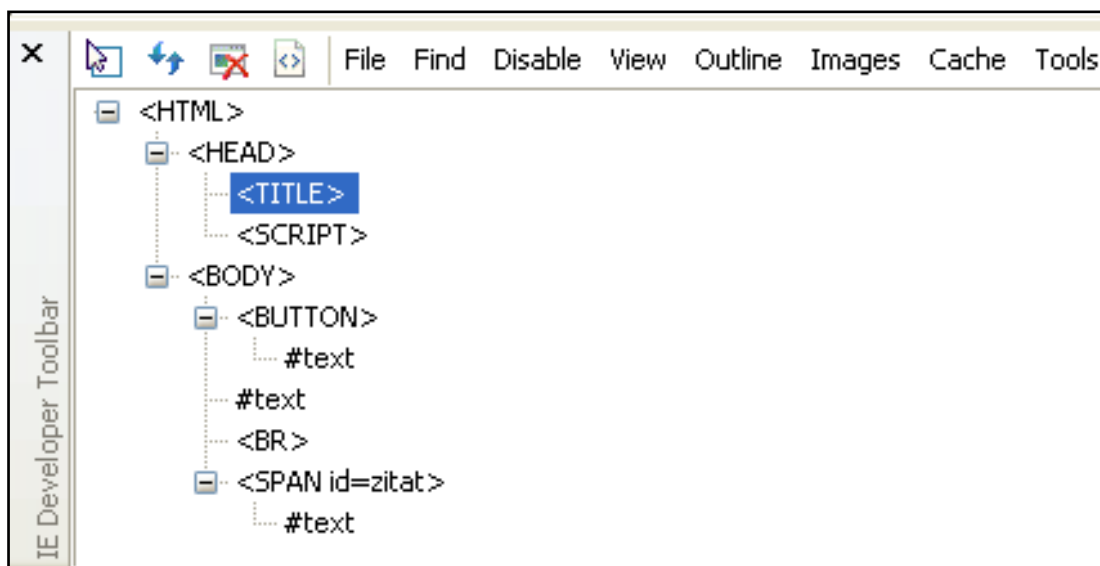 File Find Disable View Outline Images Cache Tools
<HTML>
<HEAD>
<TITLE>
<SCRIPT>
<BODY>
<BUTTON>
#text
#text
<BR>
<SPAN id=zitat>
#text
IE Developer Toolbar